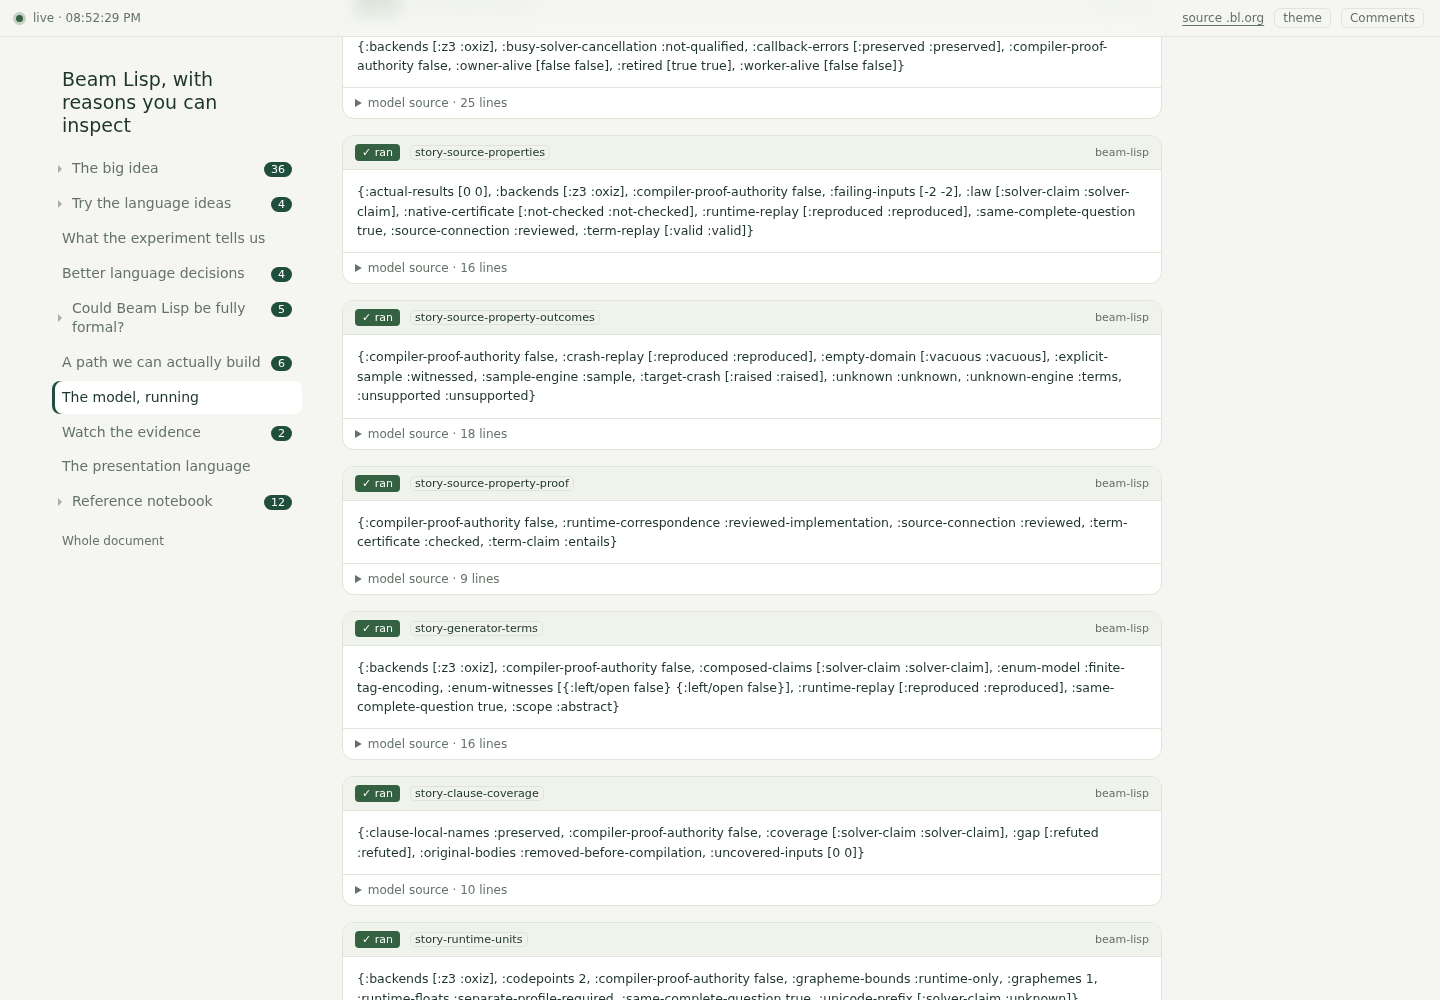 live · 08:52:29 PM
source .bl.org
theme
Comments
Beam Lisp, with
reasons you can
inspect
The big idea
36
Try the language ideas
4
What the experiment tells us
Better language decisions
4
Could Beam Lisp be fully
formal?
5
A path we can actually build
6
The model, running
Watch the evidence
2
The presentation language
Reference notebook
12
Whole document
{:backends [:z3 :oxiz], :busy-solver-cancellation :not-qualified, :callback-errors [:preserved :preserved], :compiler-proof-
authority false, :owner-alive [false false], :retired [true true], :worker-alive [false false]}
model source · 25 lines
✓ ran
story-source-properties
beam-lisp
{:actual-results [0 0], :backends [:z3 :oxiz], :compiler-proof-authority false, :failing-inputs [-2 -2], :law [:solver-claim :solver-
claim], :native-certificate [:not-checked :not-checked], :runtime-replay [:reproduced :reproduced], :same-complete-question
true, :source-connection :reviewed, :term-replay [:valid :valid]}
model source · 16 lines
✓ ran
story-source-property-outcomes
beam-lisp
{:compiler-proof-authority false, :crash-replay [:reproduced :reproduced], :empty-domain [:vacuous :vacuous], :explicit-
sample :witnessed, :sample-engine :sample, :target-crash [:raised :raised], :unknown :unknown, :unknown-engine :terms,
:unsupported :unsupported}
model source · 18 lines
✓ ran
story-source-property-proof
beam-lisp
{:compiler-proof-authority false, :runtime-correspondence :reviewed-implementation, :source-connection :reviewed, :term-
certificate :checked, :term-claim :entails}
model source · 9 lines
✓ ran
story-generator-terms
beam-lisp
{:backends [:z3 :oxiz], :compiler-proof-authority false, :composed-claims [:solver-claim :solver-claim], :enum-model :finite-
tag-encoding, :enum-witnesses [{:left/open false} {:left/open false}], :runtime-replay [:reproduced :reproduced], :same-
complete-question true, :scope :abstract}
model source · 16 lines
✓ ran
story-clause-coverage
beam-lisp
{:clause-local-names :preserved, :compiler-proof-authority false, :coverage [:solver-claim :solver-claim], :gap [:refuted
:refuted], :original-bodies :removed-before-compilation, :uncovered-inputs [0 0]}
model source · 10 lines
✓ ran
story-runtime-units
beam-lisp
{:backends [:z3 :oxiz], :codepoints 2, :compiler-proof-authority false, :grapheme-bounds :runtime-only, :graphemes 1,
:runtime-floats :separate-profile-required, :same-complete-question true, :unicode-prefix [:solver-claim :unknown]}